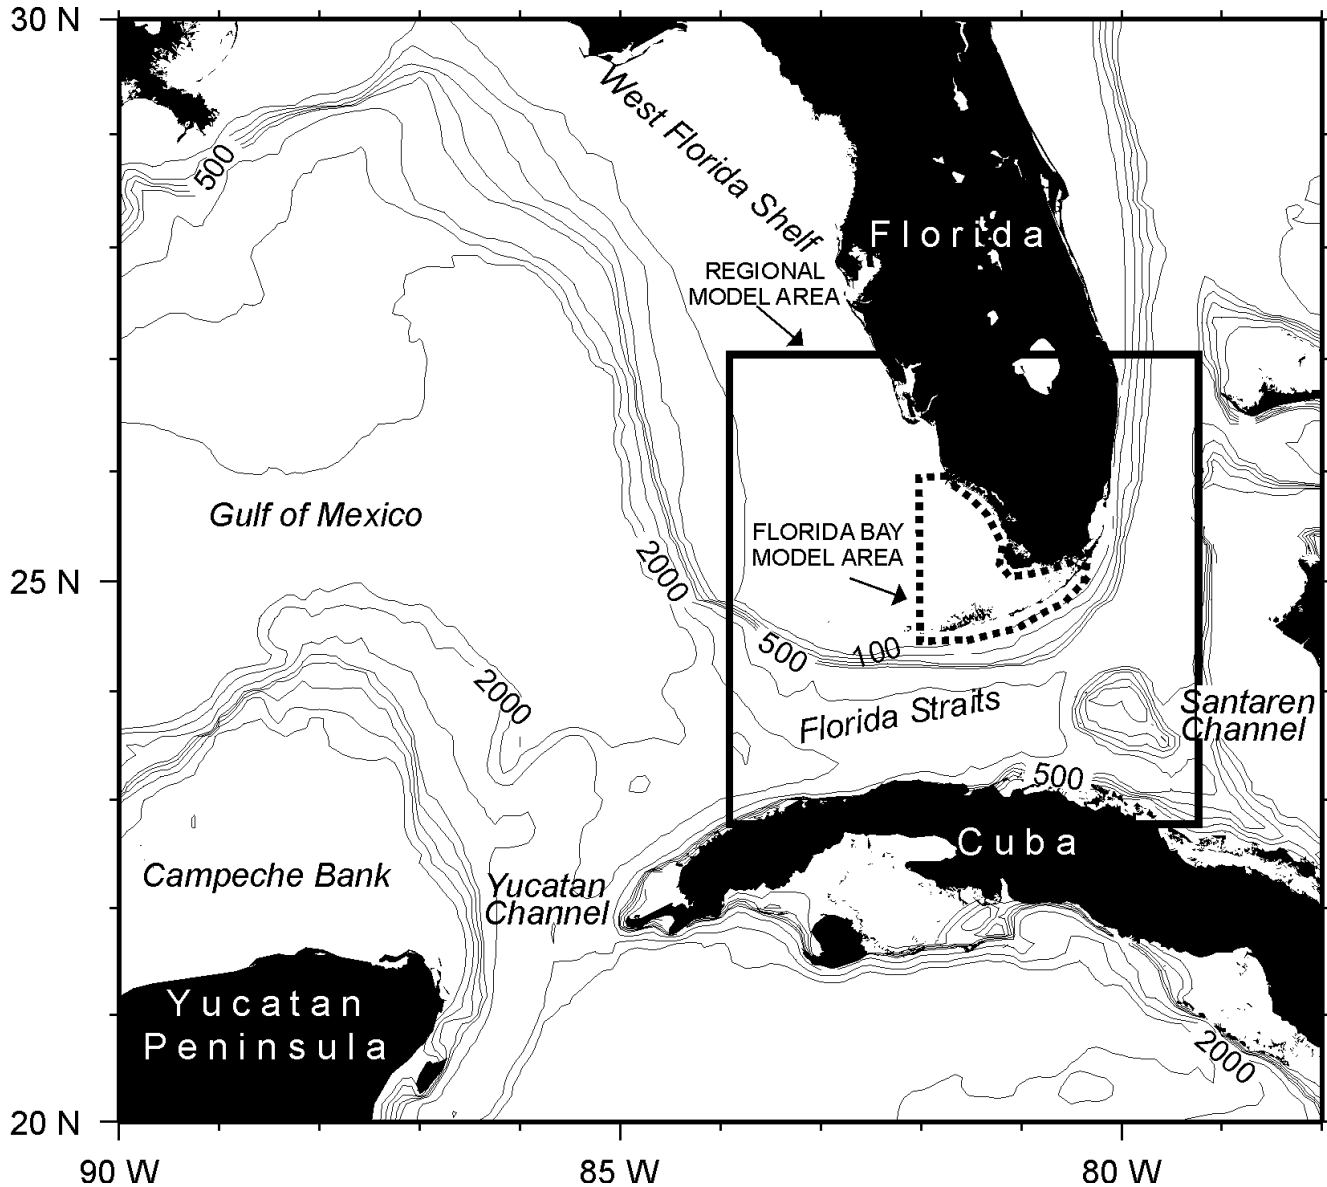 30 N
West Florida Shelf
500
Florida
REGIONAL
MODEL AREA
Gulf of Mexico
FLORIDA BAY
MODEL AREA
2000
25 N
500
100
2000
Florida Straits
Santaren
Channel
500
Cuba
Campeche Bank
Yucatan
Channel
Yucatan
Peninsula
2000
20 N
90 W
85 W
80 W